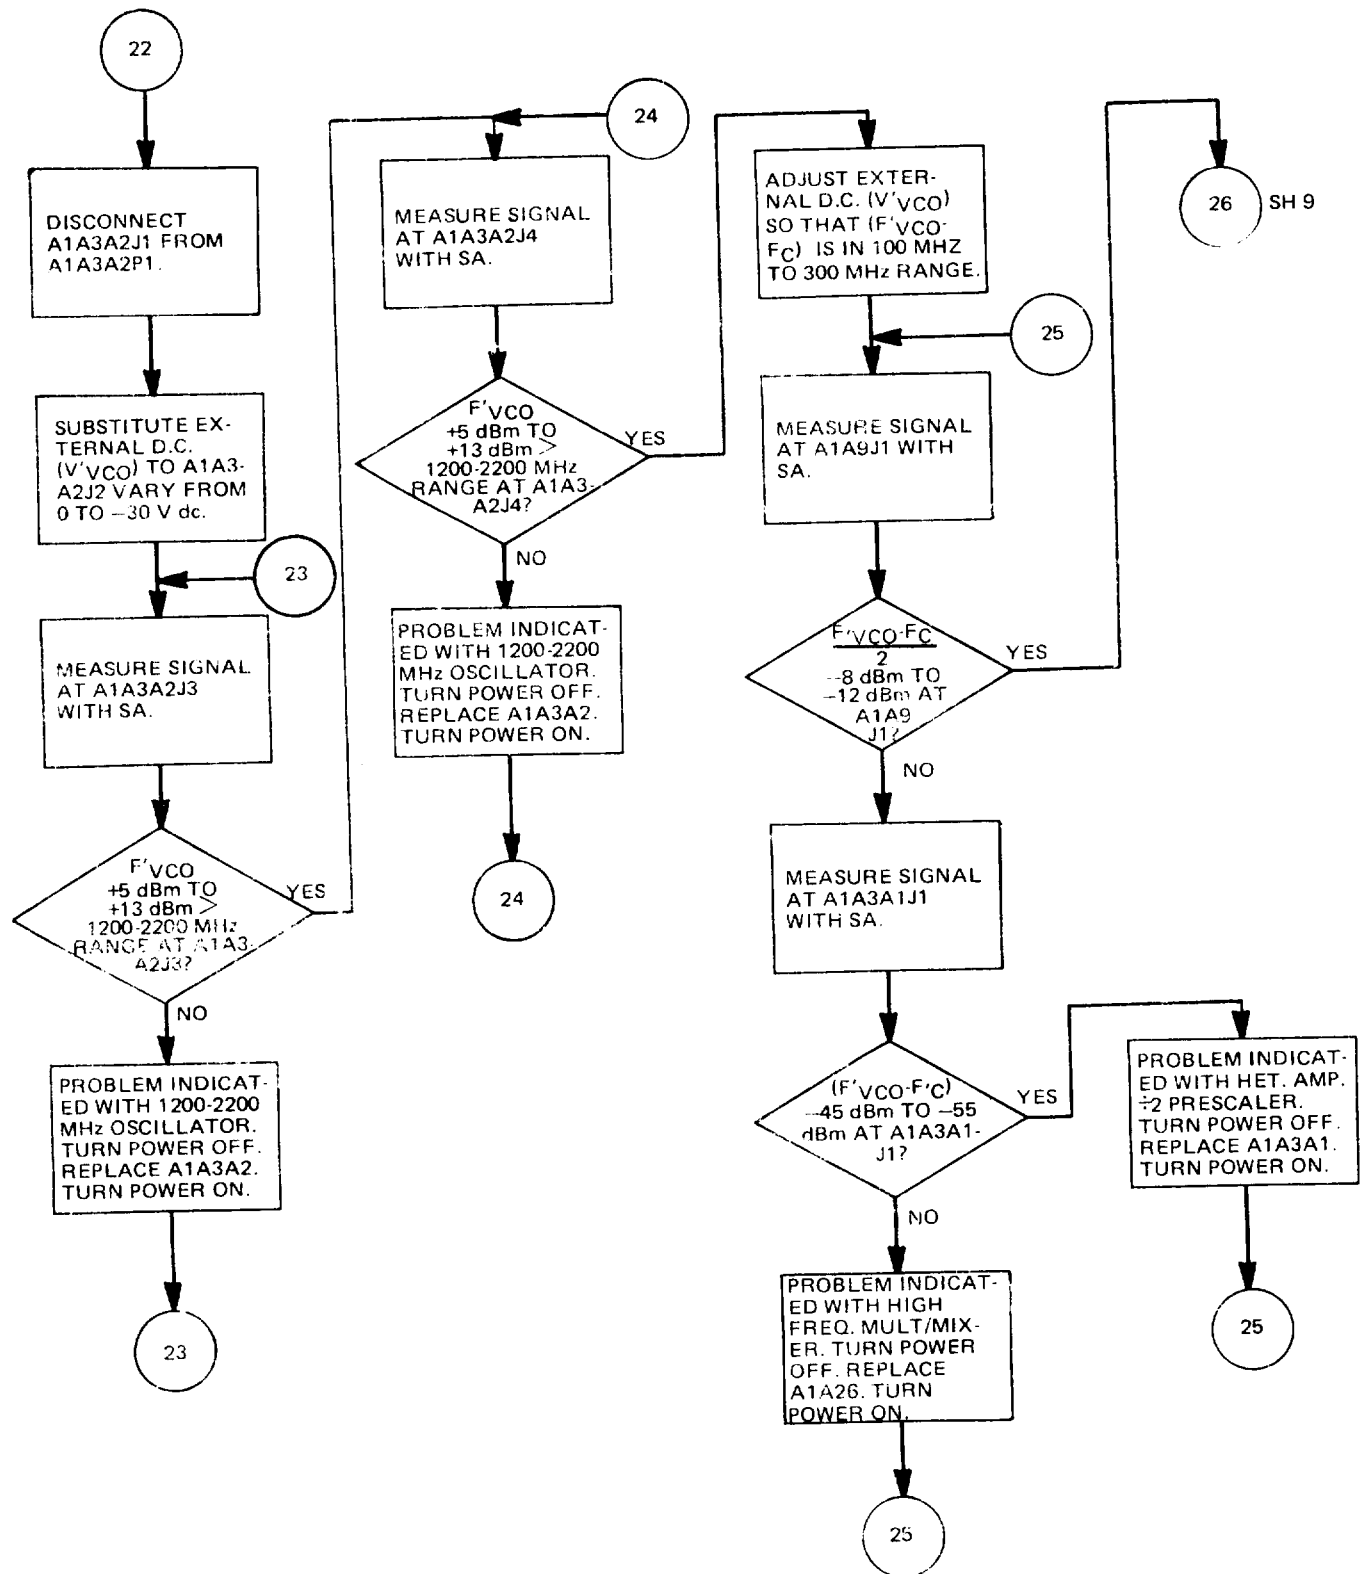 22
DISCONNECT
A1A3A2J1 FROM
A1A3A2P1.
SUBSTITUTE EX-
TERNAL D.C.
(V'VCO) TO A1A3-
A2J2 VARY FROM
0 TO —30 V dc.
23
MEASURE SIGNAL
AT A1A3A2J3
WITH SA.
F'VCO
+5 dBm TO
+13 dBm >
1200-2200 MHz
RANGE AT A1A3-
A2J3?
YES
NO
PROBLEM INDICAT-
ED WITH 1200-2200
MHz OSCILLATOR.
TURN POWER OFF.
REPLACE A1A3A2.
TURN POWER ON.
23
24
MEASURE SIGNAL
AT A1A3A2J4
WITH SA.
F'VCO
+5 dBm TO
+13 dBm >
1200-2200 MHz
RANGE AT A1A3-
A2J4?
YES
NO
PROBLEM INDICAT-
ED WITH 1200-2200
MHz OSCILLATOR.
TURN POWER OFF.
REPLACE A1A3A2.
TURN POWER ON.
24
ADJUST EXTER-
NAL D.C. (V'VCO)
SO THAT (F'VCO-
FC) IS IN 100 MHZ
TO 300 MHz RANGE.
25
MEASURE SIGNAL
AT A1A9J1 WITH
SA.
F'VCO-FC
2
—8 dBm TO
—12 dBm AT
A1A9
J1?
YES
NO
26 SH 9
MEASURE SIGNAL
AT A1A3A1J1
WITH SA.
(F'VCO-F'C)
—45 dBm TO —55
dBm AT A1A3A1-
J1?
YES
NO
PROBLEM INDICAT-
ED WITH HIGH
FREQ. MULT/MIX-
ER. TURN POWER
OFF. REPLACE
A1A26. TURN
POWER ON.
25
PROBLEM INDICAT-
ED WITH HET. AMP.
÷2 PRESCALER.
TURN POWER OFF.
REPLACE A1A3A1.
TURN POWER ON.
25